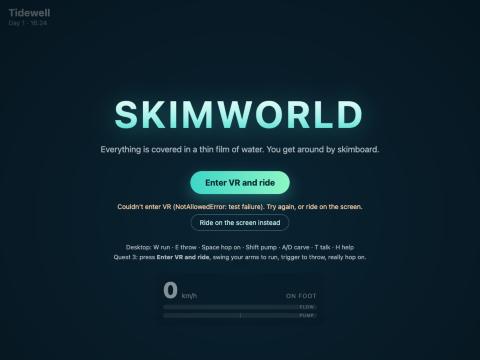 Tidewell
Day 1 · 16:24
SKIMWORLD
Everything is covered in a thin film of water. You get around by skimboard.
Enter VR and ride
Couldn't enter VR (NotAllowedError: test failure). Try again, or ride on the screen.
Ride on the screen instead
Desktop: W run · E throw · Space hop on · Shift pump · A/D carve · T talk · H help
Quest 3: press Enter VR and ride, swing your arms to run, trigger to throw, really hop on.
0 km/h ON FOOT
FLOW
PUMP